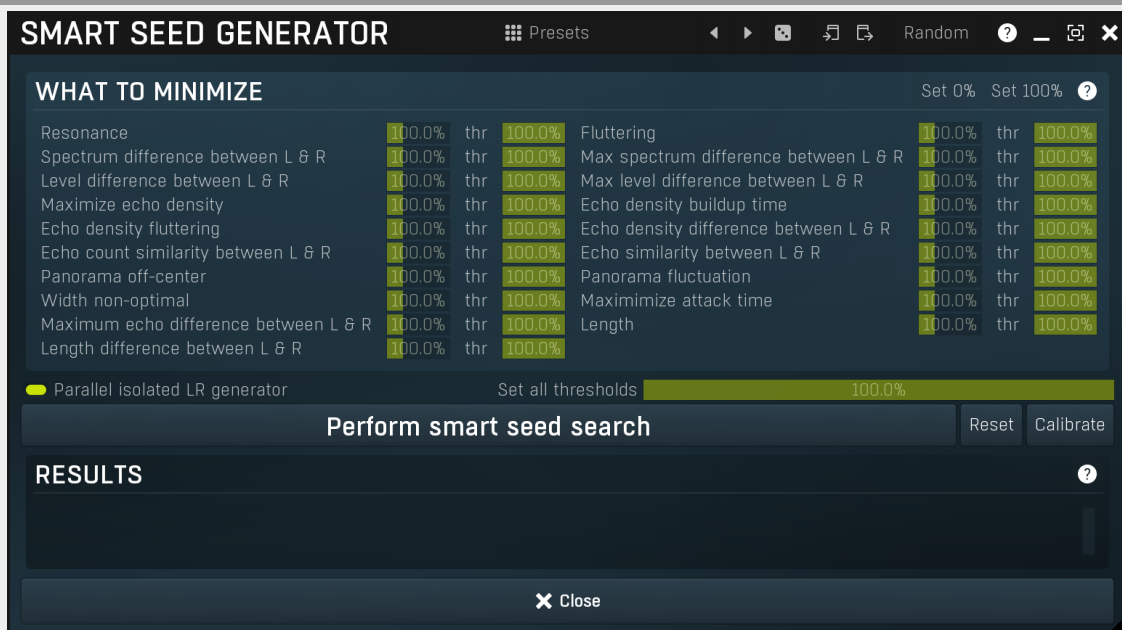 SMART SEED GENERATOR Presets Random ?
WHAT TO MINIMIZE Set 0% Set 100% ?
Resonance 100.0% thr 100.0% Fluttering 100.0% thr 100.0%
Spectrum difference between L & R 100.0% thr 100.0% Max spectrum difference between L & R 100.0% thr 100.0%
Level difference between L & R 100.0% thr 100.0% Max level difference between L & R 100.0% thr 100.0%
Maximize echo density 100.0% thr 100.0% Echo density buildup time 100.0% thr 100.0%
Echo density fluttering 100.0% thr 100.0% Echo density difference between L & R 100.0% thr 100.0%
Echo count similarity between L & R 100.0% thr 100.0% Echo similarity between L & R 100.0% thr 100.0%
Panorama off-center 100.0% thr 100.0% Panorama fluctuation 100.0% thr 100.0%
Width non-optimal 100.0% thr 100.0% Maximimize attack time 100.0% thr 100.0%
Maximum echo difference between L & R 100.0% thr 100.0% Length 100.0% thr 100.0%
Length difference between L & R 100.0% thr 100.0%
Parallel isolated LR generator Set all thresholds 100.0%
Perform smart seed search Reset Calibrate
RESULTS ?
Close